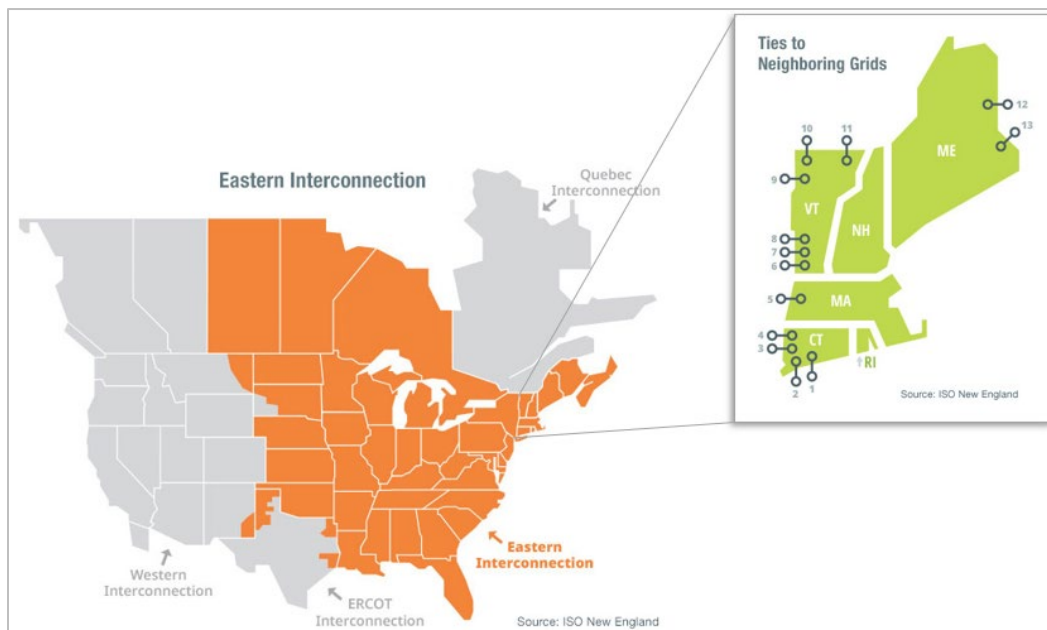 Eastern Interconnection
Quebec
Interconnection
Western
Interconnection
ERCOT
Interconnection
Eastern
Interconnection
Source: ISO New England
Ties to
Neighboring Grids
12
13
10
11
ME
9
VT
NH
8
7
6
5
MA
4
CT
3
RI
2
1
Source: ISO New England